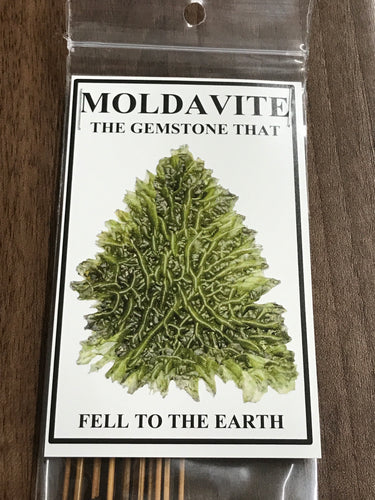 MOLDAVITE
THE GEMSTONE THAT
FELL TO THE EARTH